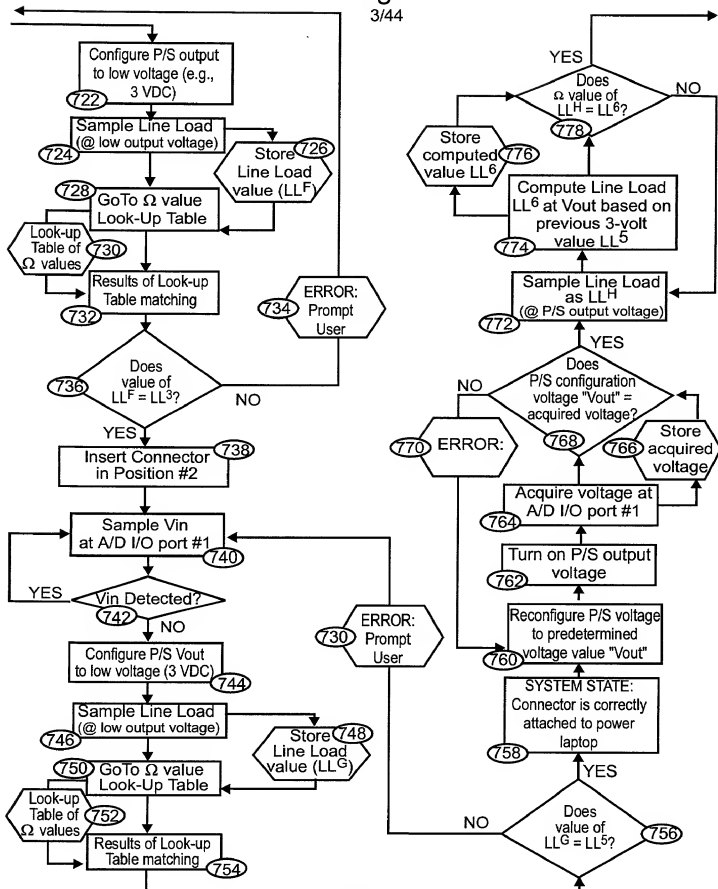 3/44
Configure P/S output
to low voltage (e.g.,
3 VDC)
722
Sample Line Load
(@ low output voltage)
724
726
Store
Line Load
value (LLF)
728
GoTo Ω value
Look-Up Table
Look-up
Table of
Ω values
730
Results of Look-up
Table matching
732
734
ERROR:
Prompt
User
736
Does
value of
LLF = LL3?
NO
YES
738
Insert Connector
in Position #2
Sample Vin
at A/D I/O port #1
740
YES
Vin Detected?
742
NO
Configure P/S Vout
to low voltage (3 VDC)
744
Sample Line Load
(@ low output voltage)
746
748
Store
Line Load
value (LLG)
750
GoTo Ω value
Look-Up Table
Look-up
Table of
Ω values
752
Results of Look-up
Table matching
754
730
ERROR:
Prompt
User
YES
Does
Ω value of
LLH = LL6?
NO
778
Store
computed
value LL6
776
Compute Line Load
LL6 at Vout based on
previous 3-volt
value LL5
774
Sample Line Load
as LLH
(@ P/S output voltage)
772
YES
Does
P/S configuration
voltage "Vout" =
acquired voltage?
NO
768
770
ERROR:
766
Store
acquired
voltage
Acquire voltage at
A/D I/O port #1
764
Turn on P/S output
voltage
762
Reconfigure P/S voltage
to predetermined
voltage value "Vout"
760
SYSTEM STATE:
Connector is correctly
attached to power
laptop
758
YES
NO
Does
value of
LLG = LL5?
756